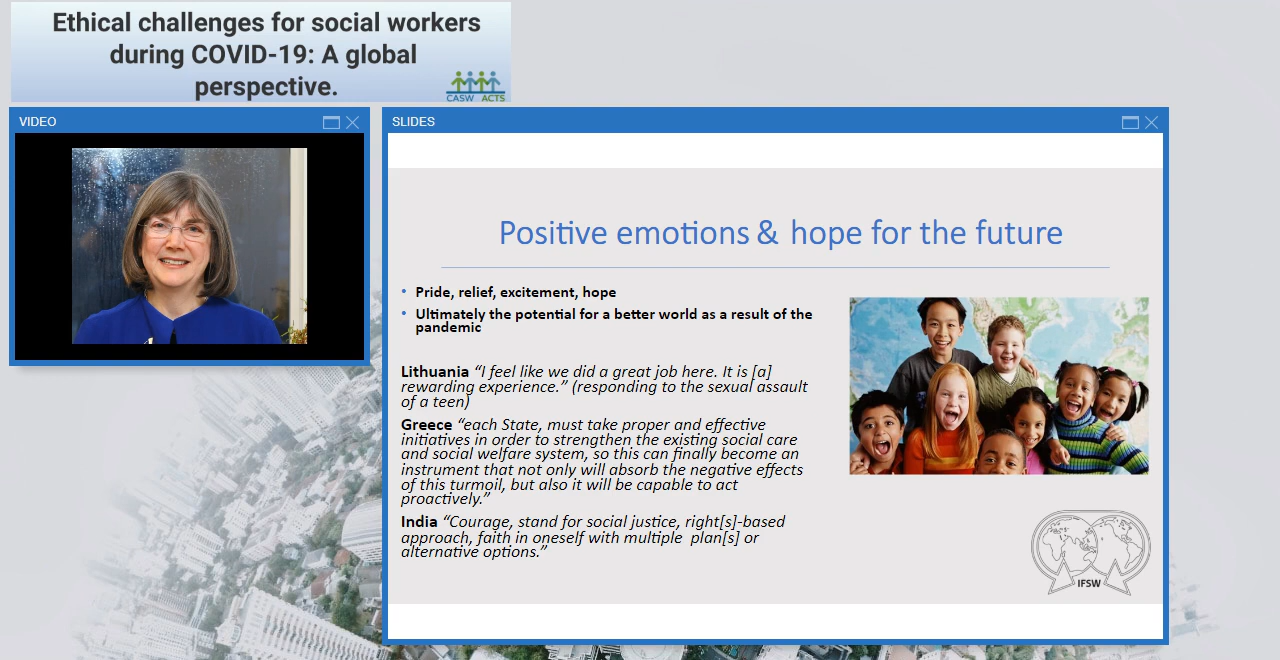 Ethical challenges for social workers
during COVID-19: A global
perspective.
CASW ACTS
VIDEO
SLIDES
Positive emotions & hope for the future
• Pride, relief, excitement, hope
• Ultimately the potential for a better world as a result of the
pandemic
Lithuania “I feel like we did a great job here. It is [a]
rewarding experience.” (responding to the sexual assault
of a teen)
Greece “each State, must take proper and effective
initiatives in order to strengthen the existing social care
and social welfare system, so this can finally become an
instrument that not only will absorb the negative effects
of this turmoil, but also it will be capable to act
proactively.”
India “Courage, stand for social justice, right[s]-based
approach, faith in oneself with multiple plan[s] or
alternative options.”
IFSW